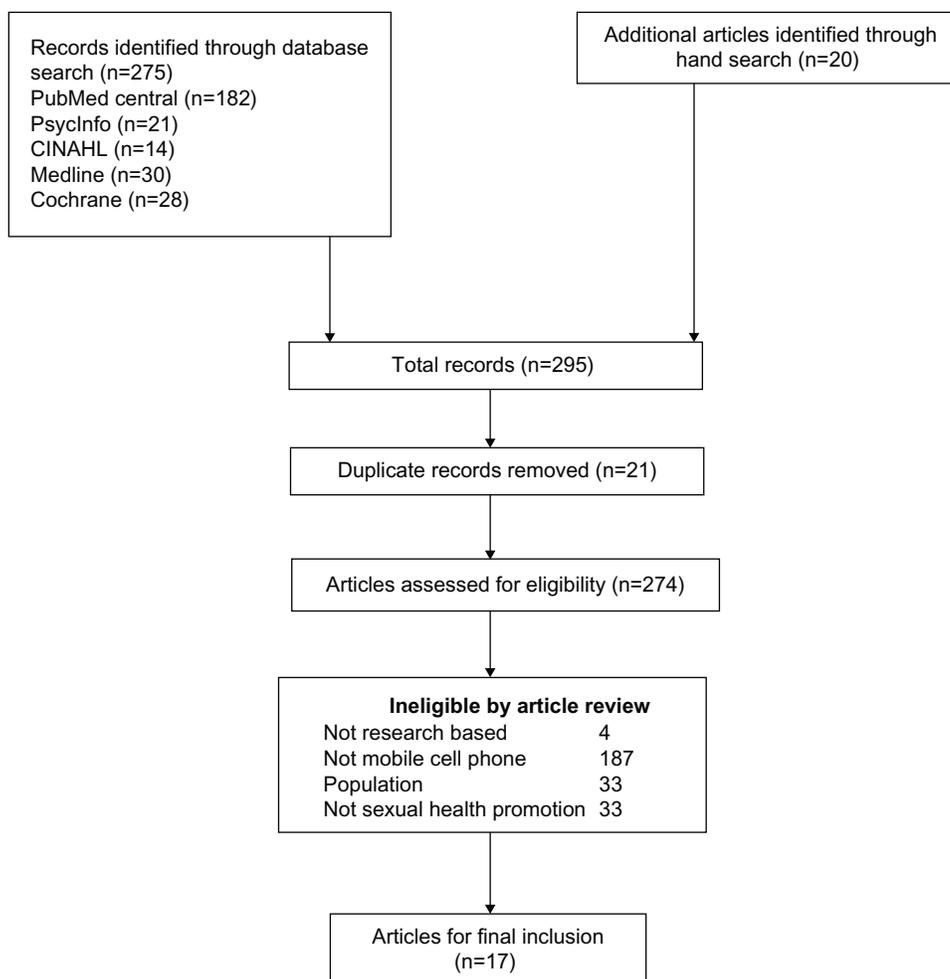 Records identified through database
search (n=275)
PubMed central (n=182)
PsycInfo (n=21)
CINAHL (n=14)
Medline (n=30)
Cochrane (n=28)
Additional articles identified through
hand search (n=20)
Total records (n=295)
Duplicate records removed (n=21)
Articles assessed for eligibility (n=274)
Ineligible by article review
Not research based 4
Not mobile cell phone 187
Population 33
Not sexual health promotion 33
Articles for final inclusion
(n=17)